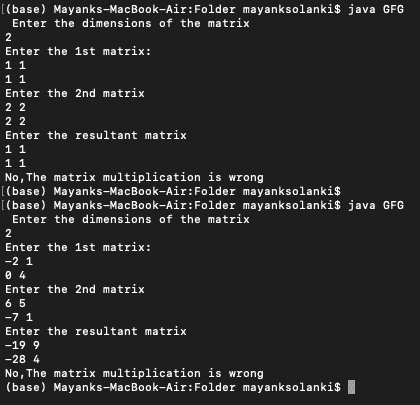 [(base) Mayanks-MacBook-Air:Folder mayanksolanki$ java GFG
Enter the dimensions of the matrix
2
Enter the 1st matrix:
1 1
1 1
Enter the 2nd matrix
2 2
2 2
Enter the resultant matrix
1 1
1 1
No,The matrix multiplication is wrong
[(base) Mayanks-MacBook-Air:Folder mayanksolanki$
[(base) Mayanks-MacBook-Air:Folder mayanksolanki$ java GFG
Enter the dimensions of the matrix
2
Enter the 1st matrix:
-2 1
0 4
Enter the 2nd matrix
6 5
-7 1
Enter the resultant matrix
-19 9
-28 4
No,The matrix multiplication is wrong
(base) Mayanks-MacBook-Air:Folder mayanksolanki$